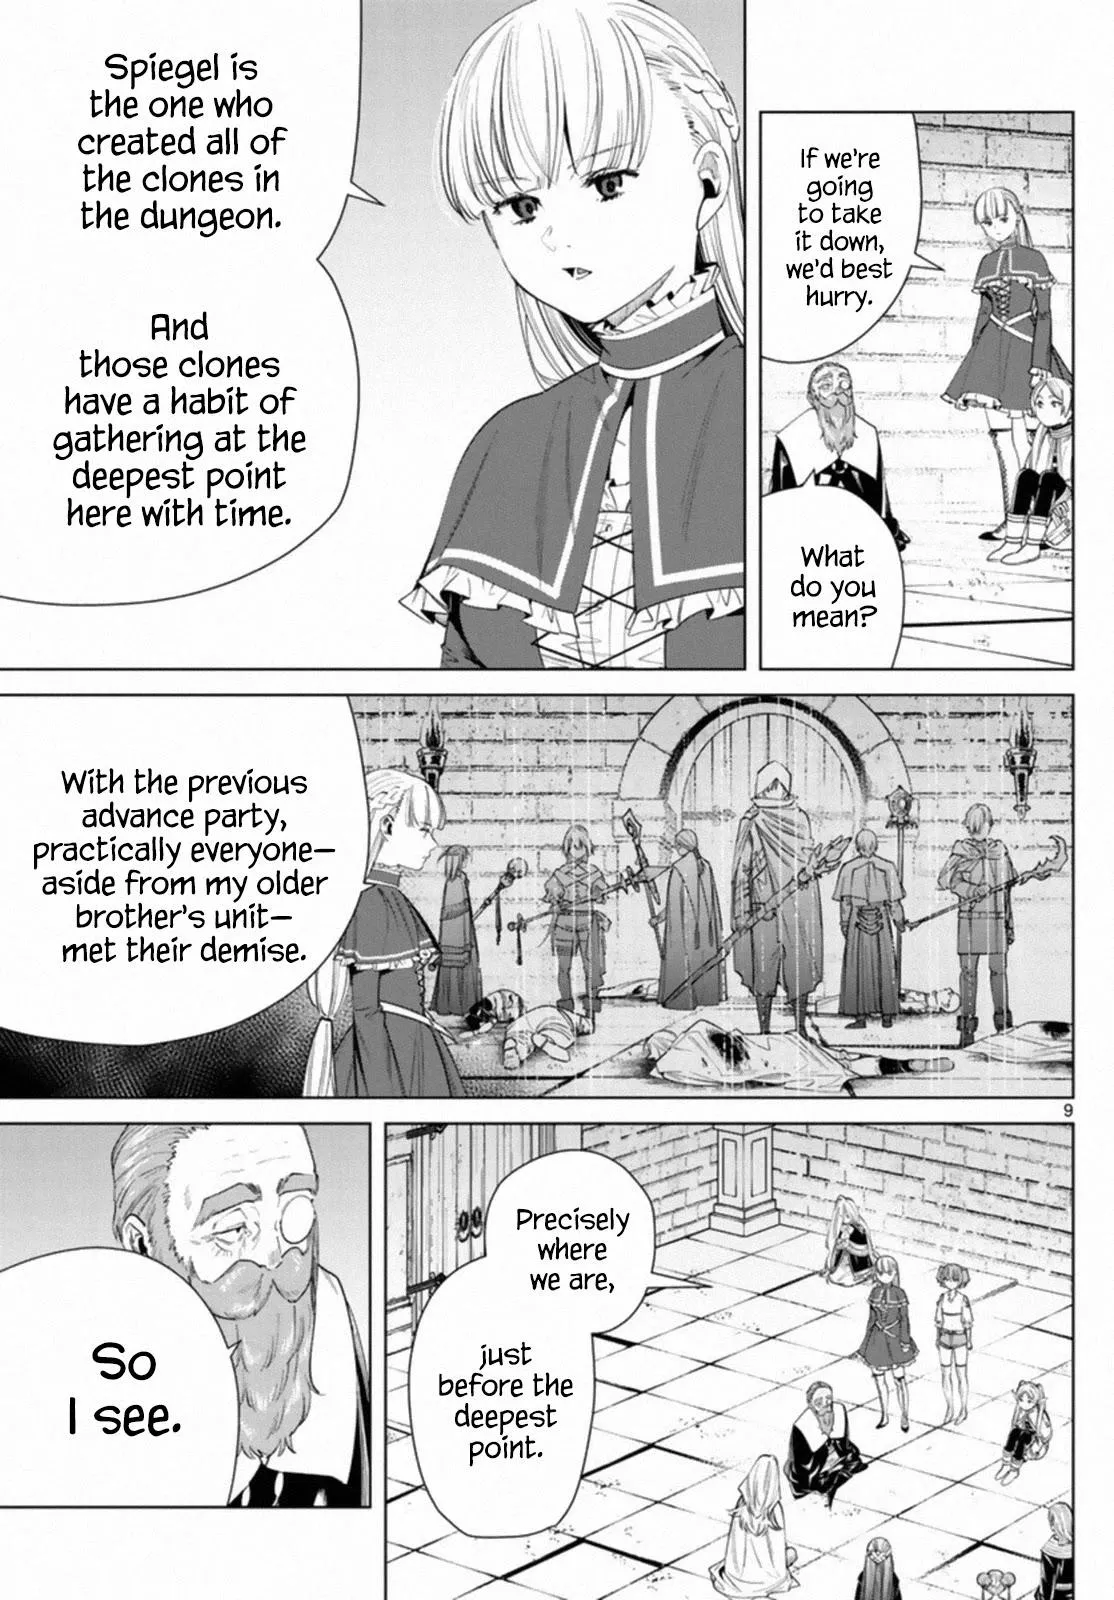 If we're
going
to take
it down,
we'd best
hurry.
What
do you
mean?
Spiegel is
the one who
created all of
the clones in
the dungeon.
And
those clones
have a habit of
gathering at the
deepest point
here with time.
With the previous
advance party,
practically everyone—
aside from my older
brother's unit—
met their demise.
9
Precisely
where
we are,
just
before the
deepest
point.
So
I see.